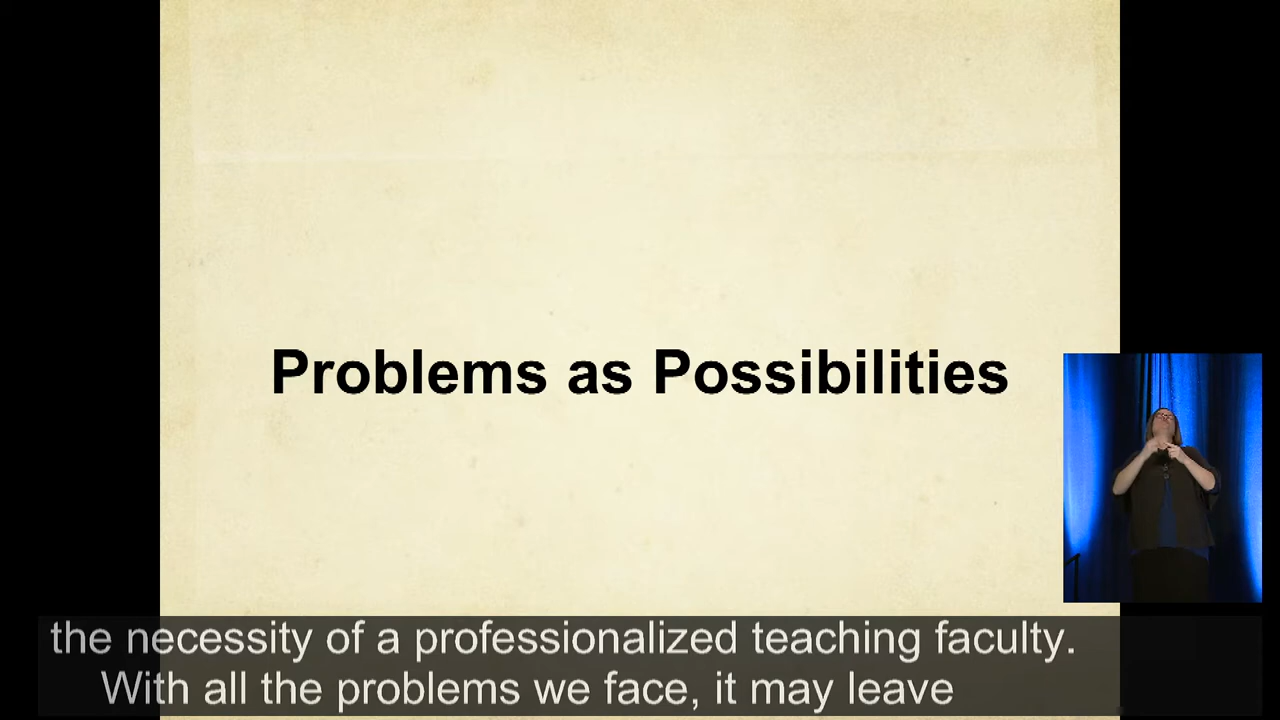 Problems as Possibilities
the necessity of a professionalized teaching faculty.
With all the problems we face, it may leave